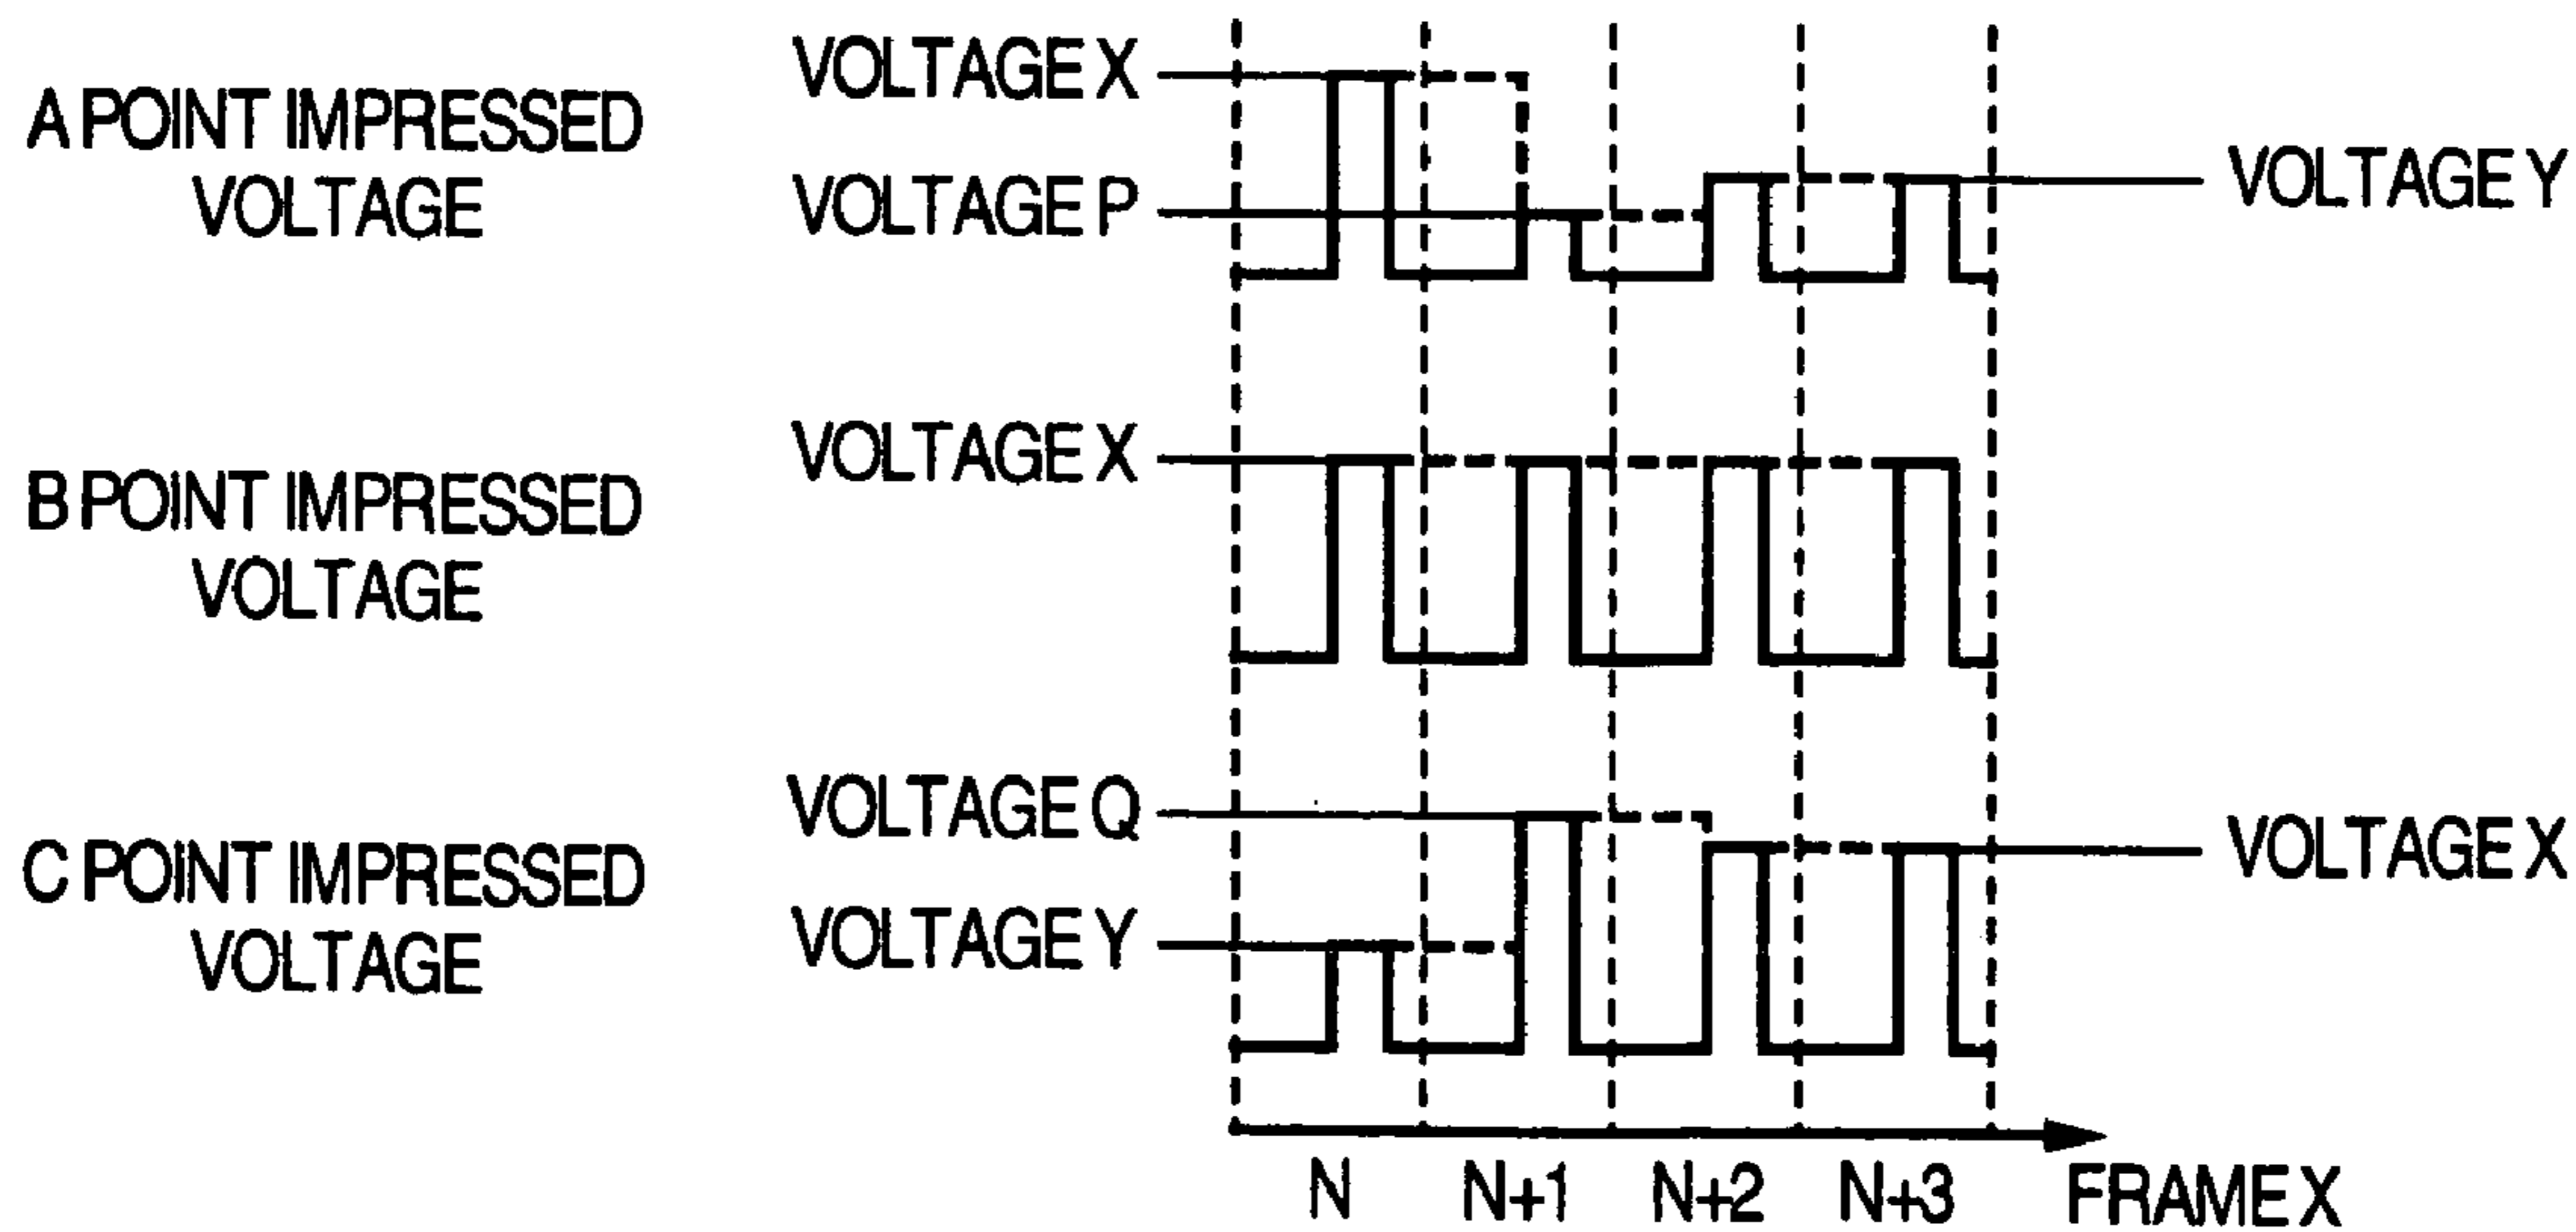 VOLTAGE X
A POINT IMPRESSED
VOLTAGE
VOLTAGE P
VOLTAGE Y
VOLTAGE X
B POINT IMPRESSED
VOLTAGE
VOLTAGE Q
C POINT IMPRESSED
VOLTAGE
VOLTAGE X
VOLTAGE Y
N N+1 N+2 N+3 FRAME X